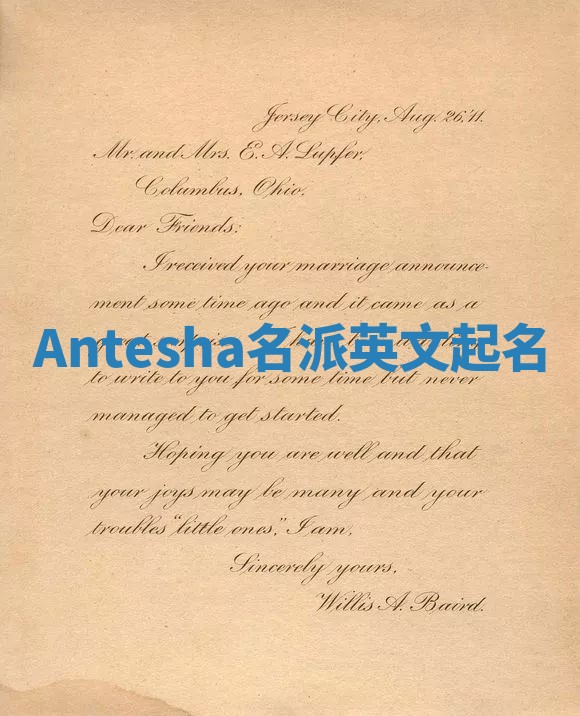 Jersey City, Aug. 26, '11.
Mr. and Mrs. E. A. Lupfer,
Columbus, Ohio.
Dear Friends:
I received your marriage announce-
ment some time ago and it came as a
Antesha名派英文起名
to write to you for some time but never
managed to get started.
Hoping you are well and that
your joys may be many and your
troubles "little ones," I am,
Sincerely yours,
Willis A. Baird.